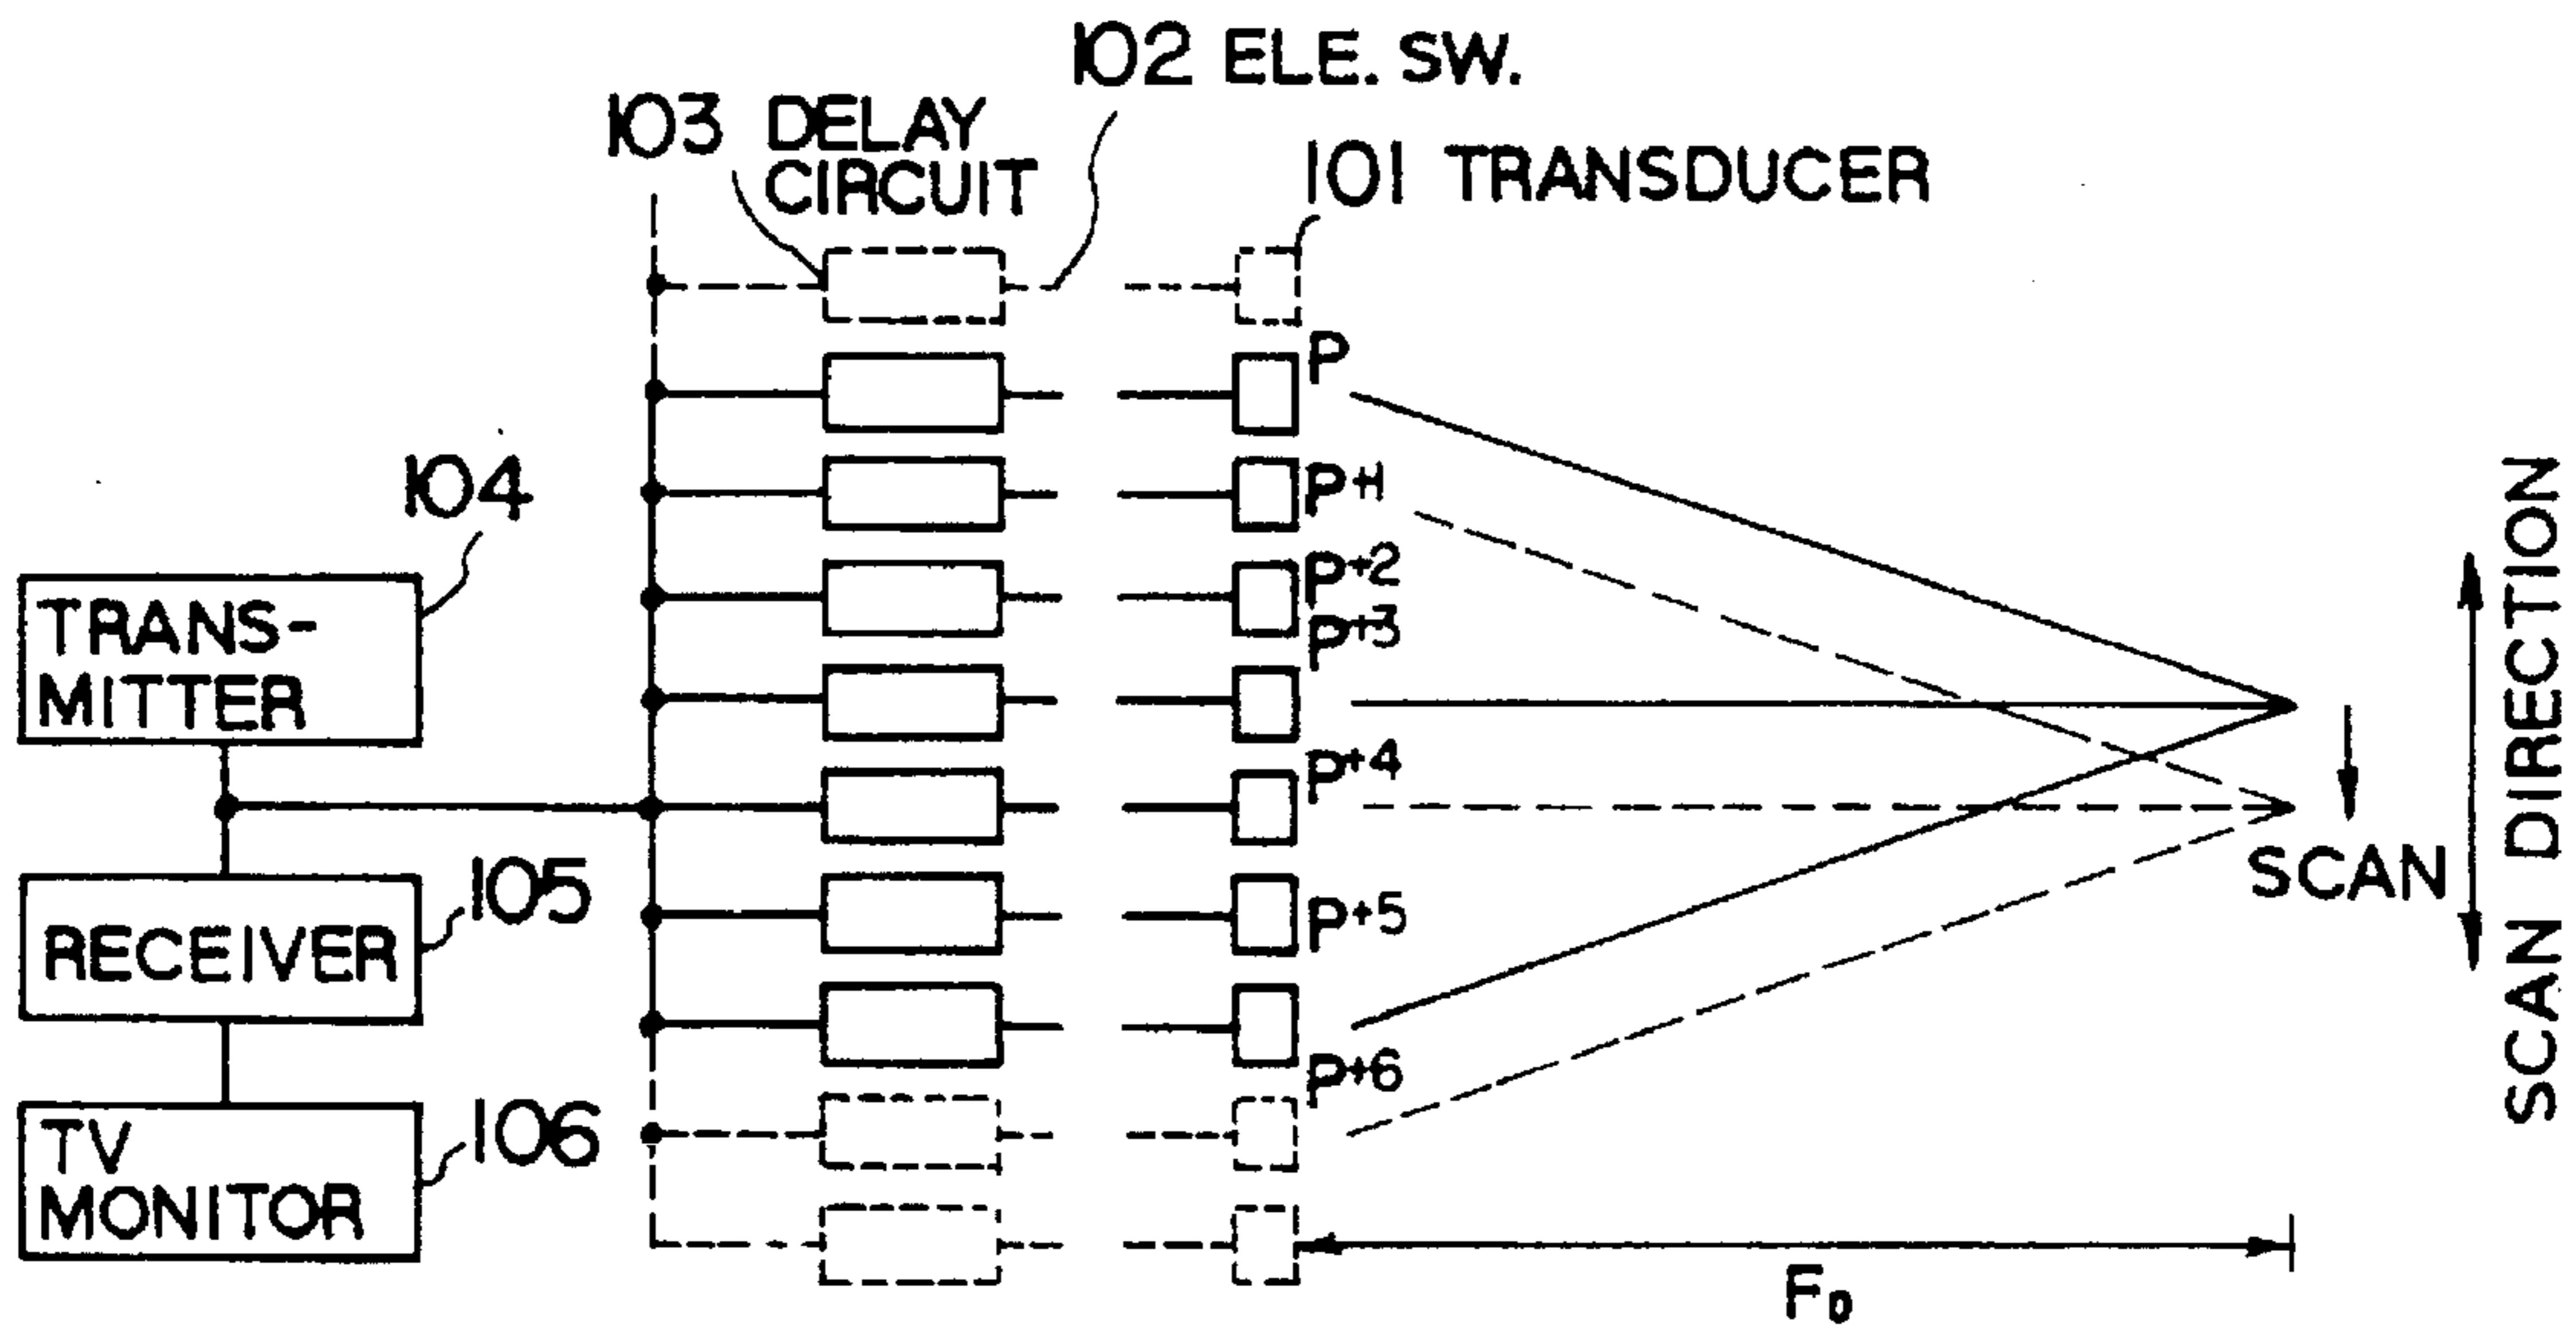 102 ELE. SW.
103 DELAY
CIRCUIT
101 TRANSDUCER
P
P+1
P+2
P+3
P+4
P+5
P+6
104
TRANS-
MITTER
105
RECEIVER
106
TV
MONITOR
SCAN
SCAN DIRECTION
F0